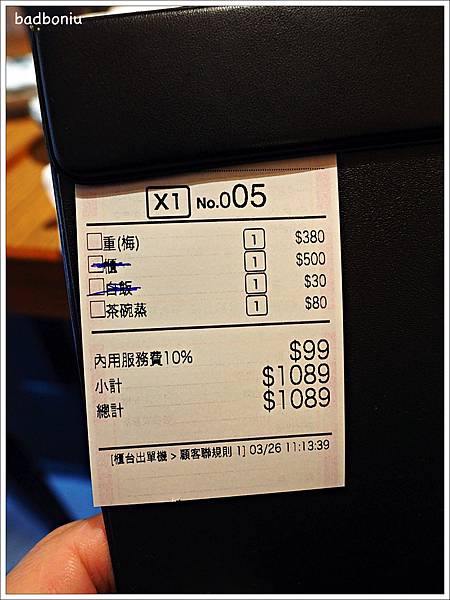 badboniu
X1 No.005
重(梅) 1 $380
櫃 1 $500
白飯 1 $30
茶碗蒸 1 $80
內用服務費10% $99
小計 $1089
總計 $1089
[櫃台出單機 > 顧客聯規則 1] 03/26 11:13:39